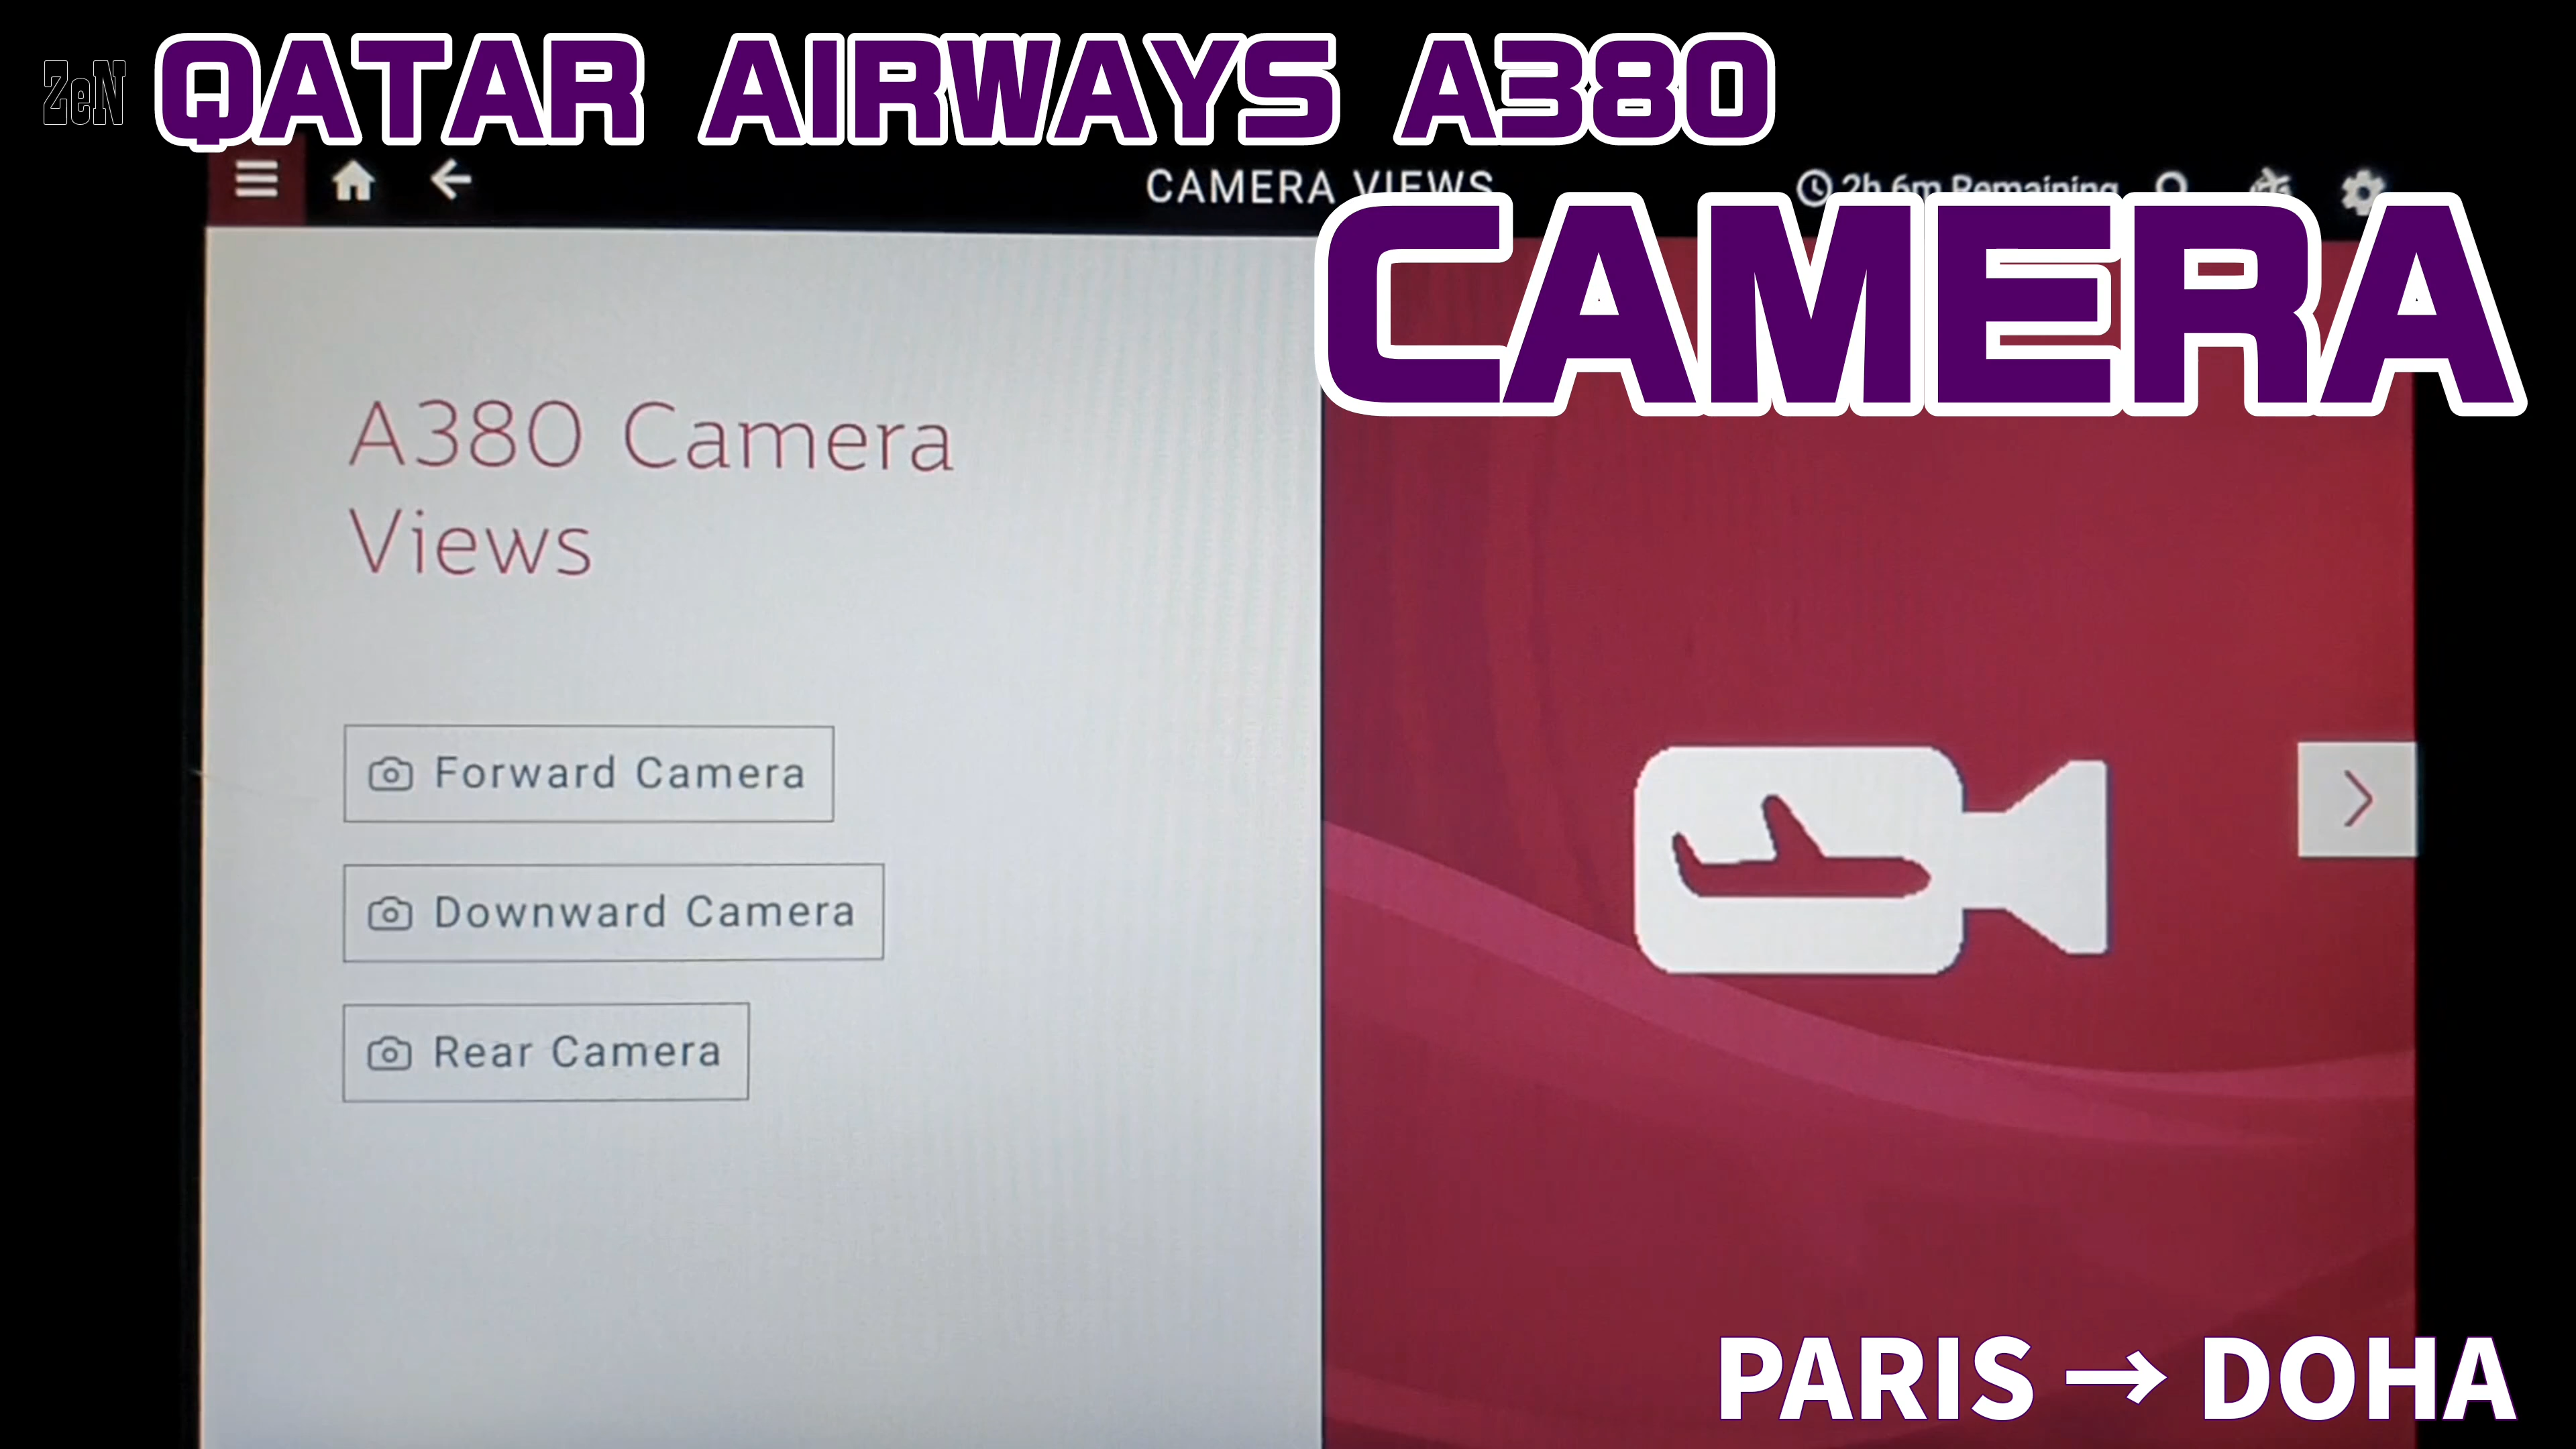 ZeN
QATAR AIRWAYS A380
CAMERA VIEWS
2h 6m Remaining
CAMERA
A380 Camera
Views
Forward Camera
Downward Camera
Rear Camera
PARIS → DOHA